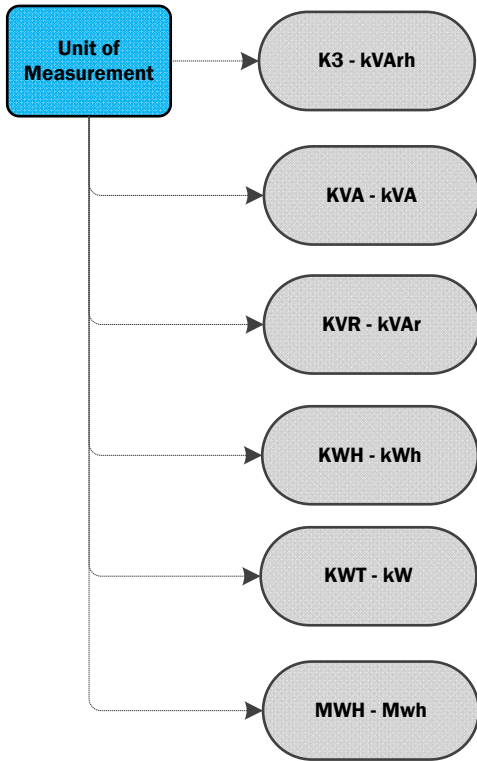 Unit of
Measurement
K3 - kVArh
KVA - kVA
KVR - kVAr
KWH - kWh
KWT - kW
MWH - Mwh